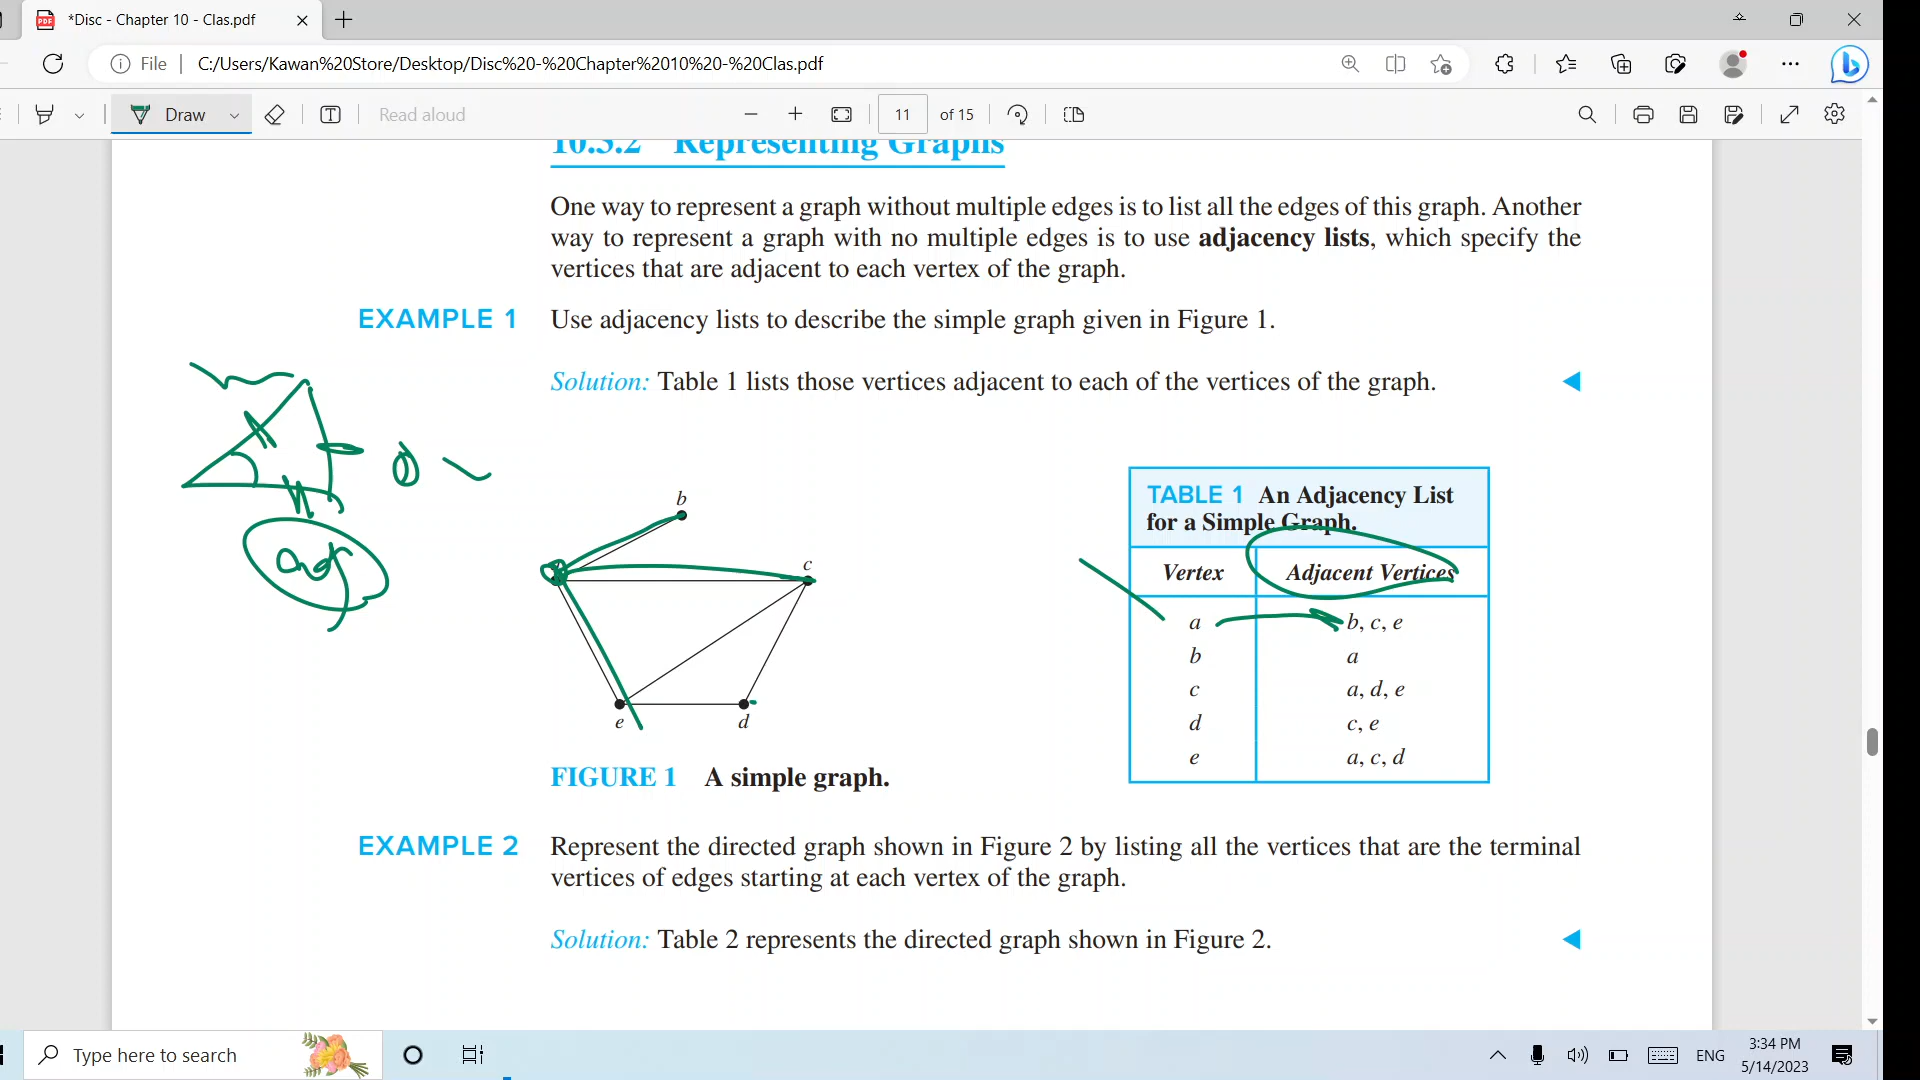 *Disc - Chapter 10 - Clas.pdf
File
C:/Users/Kawan%20Store/Desktop/Disc%20-%20Chapter%2010%20-%20Clas.pdf
Draw
Read aloud
11 of 15
10.3.2 Representing Graphs
One way to represent a graph without multiple edges is to list all the edges of this graph. Another
way to represent a graph with no multiple edges is to use adjacency lists, which specify the
vertices that are adjacent to each vertex of the graph.
EXAMPLE 1 Use adjacency lists to describe the simple graph given in Figure 1.
Solution: Table 1 lists those vertices adjacent to each of the vertices of the graph.
adj
b
c
e
d
FIGURE 1 A simple graph.
TABLE 1 An Adjacency List
for a Simple Graph.
Vertex Adjacent Vertices
a b, c, e
b a
c a, d, e
d c, e
e a, c, d
EXAMPLE 2 Represent the directed graph shown in Figure 2 by listing all the vertices that are the terminal
vertices of edges starting at each vertex of the graph.
Solution: Table 2 represents the directed graph shown in Figure 2.
Type here to search
ENG
3:34 PM
5/14/2023